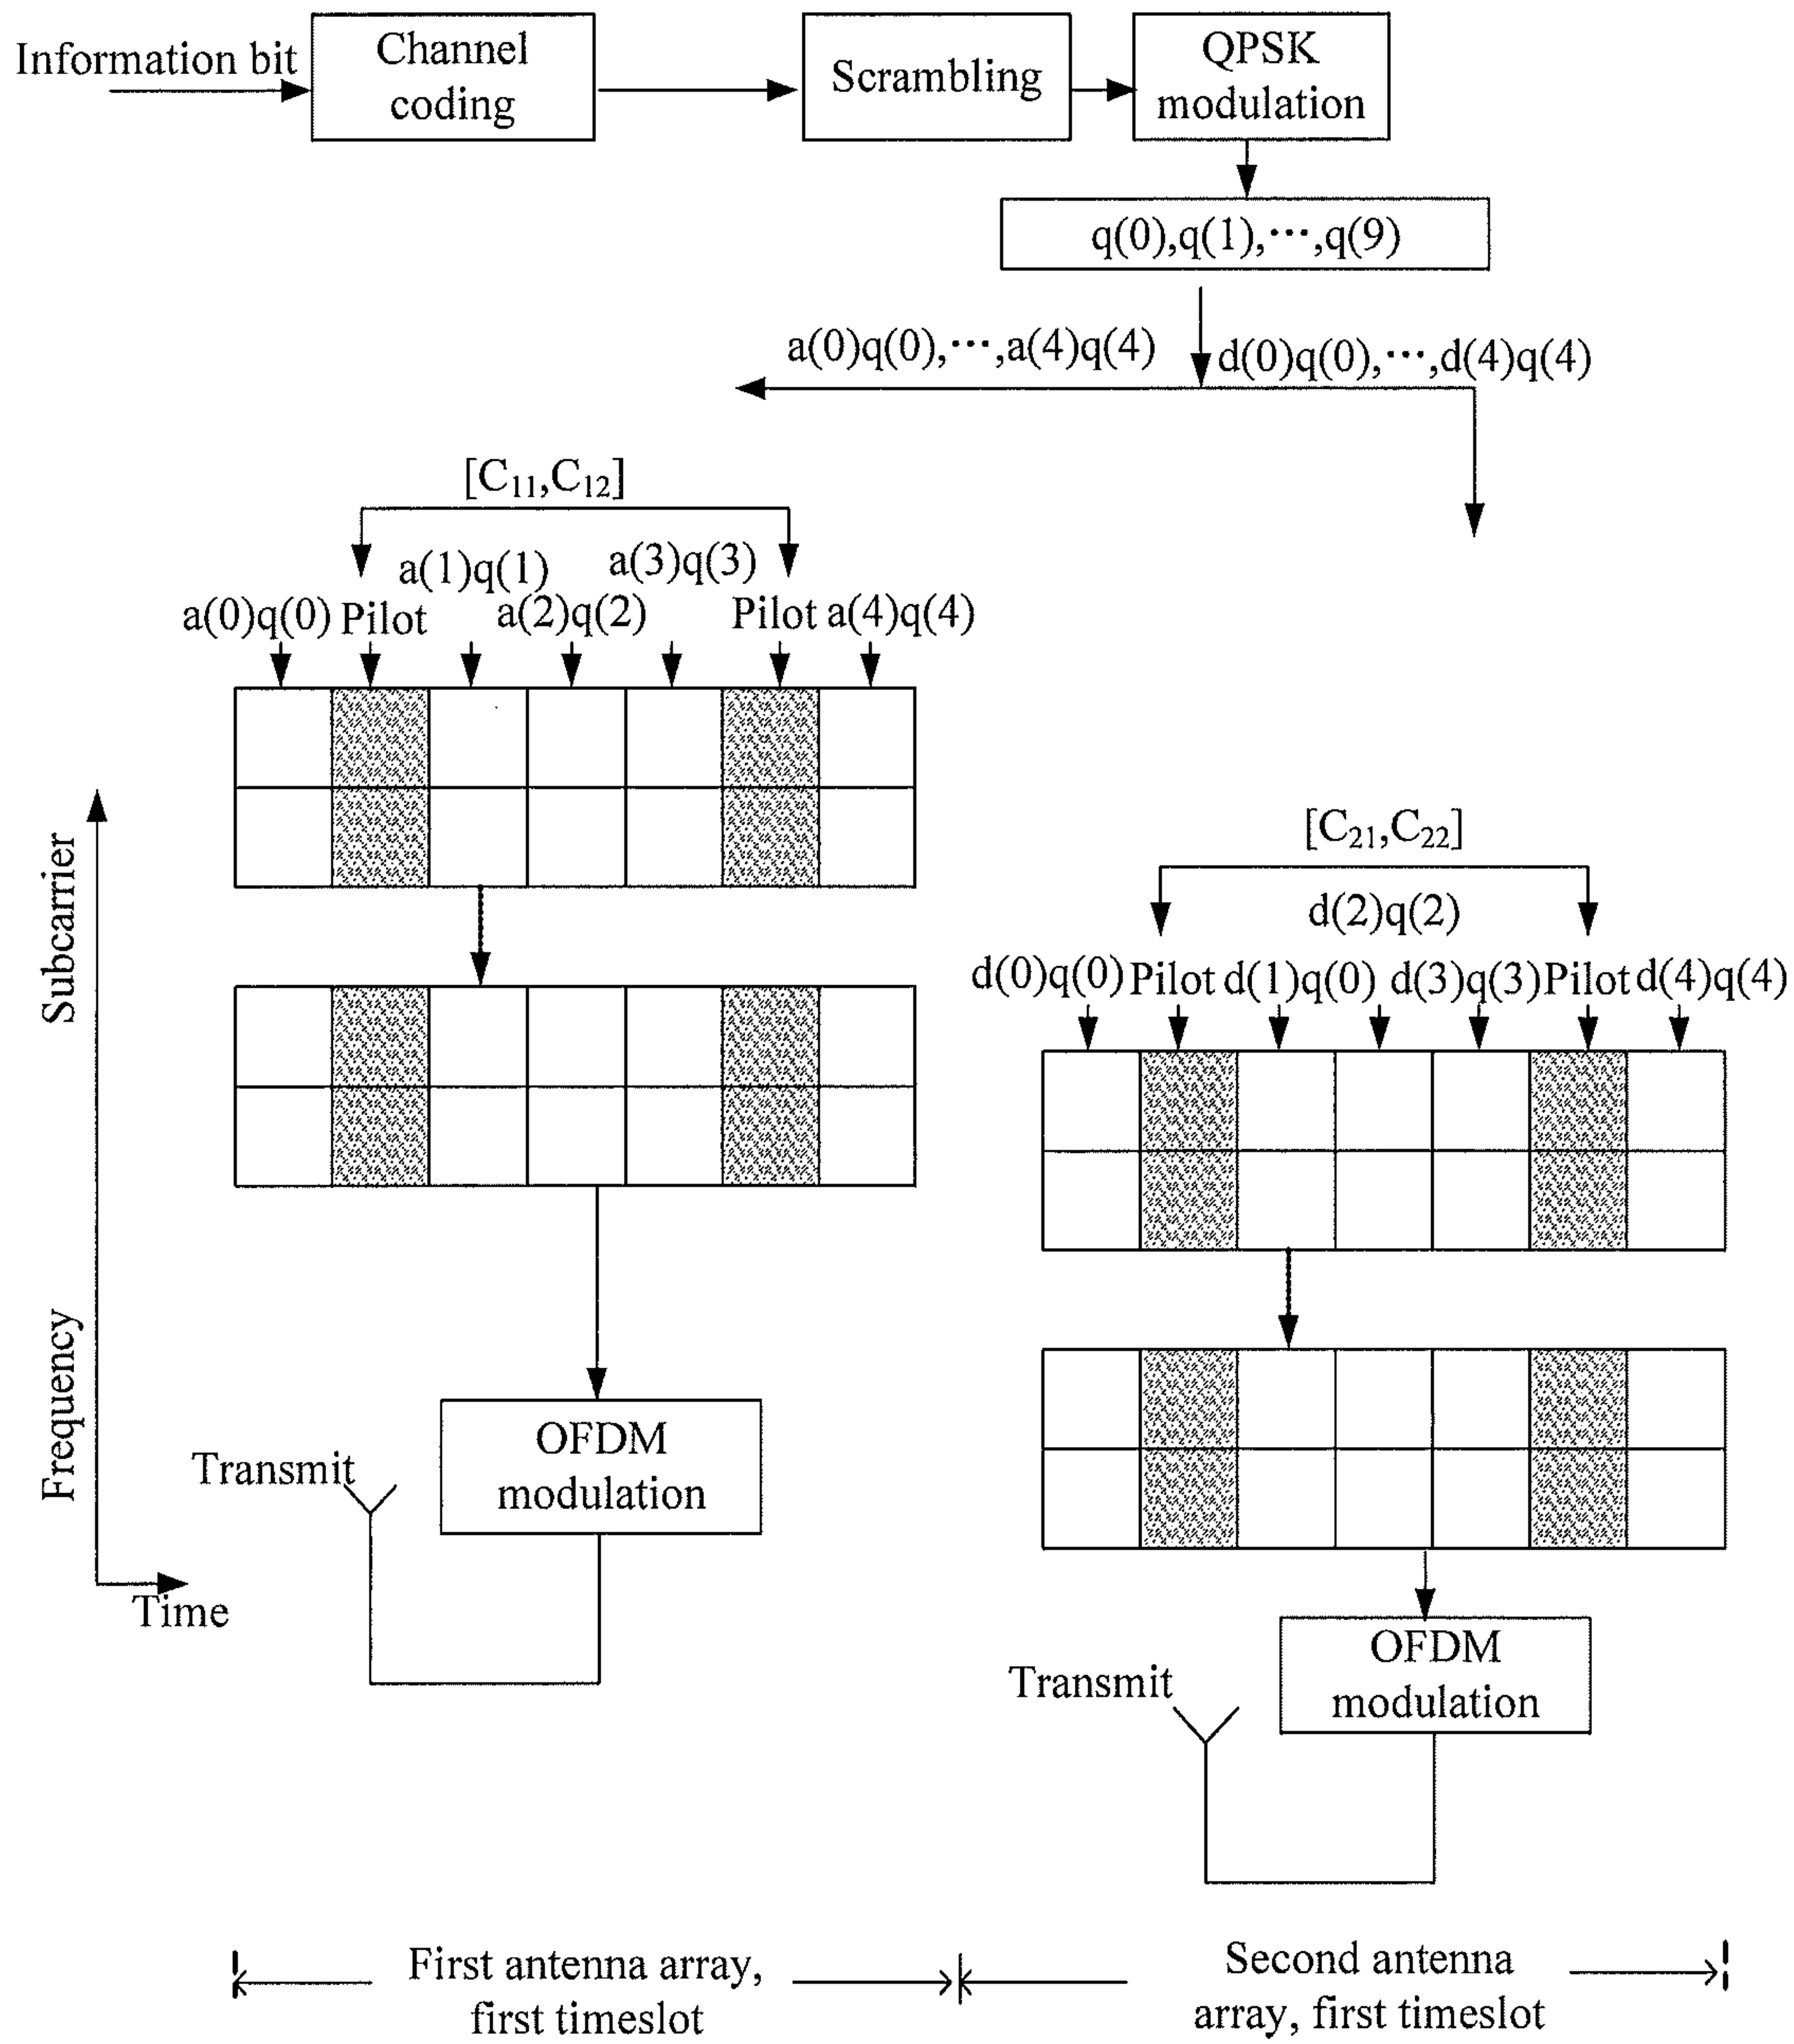 Information bit
Channel
coding
Scrambling
QPSK
modulation
q(0),q(1),···,q(9)
a(0)q(0),···,a(4)q(4)
d(0)q(0),···,d(4)q(4)
[C11,C12]
a(1)q(1)
a(3)q(3)
a(0)q(0) Pilot
a(2)q(2)
Pilot a(4)q(4)
Subcarrier
[C21,C22]
d(2)q(2)
d(0)q(0) Pilot d(1)q(0) d(3)q(3) Pilot d(4)q(4)
Frequency
OFDM
modulation
Transmit
Time
OFDM
modulation
Transmit
First antenna array,
first timeslot
Second antenna
array, first timeslot